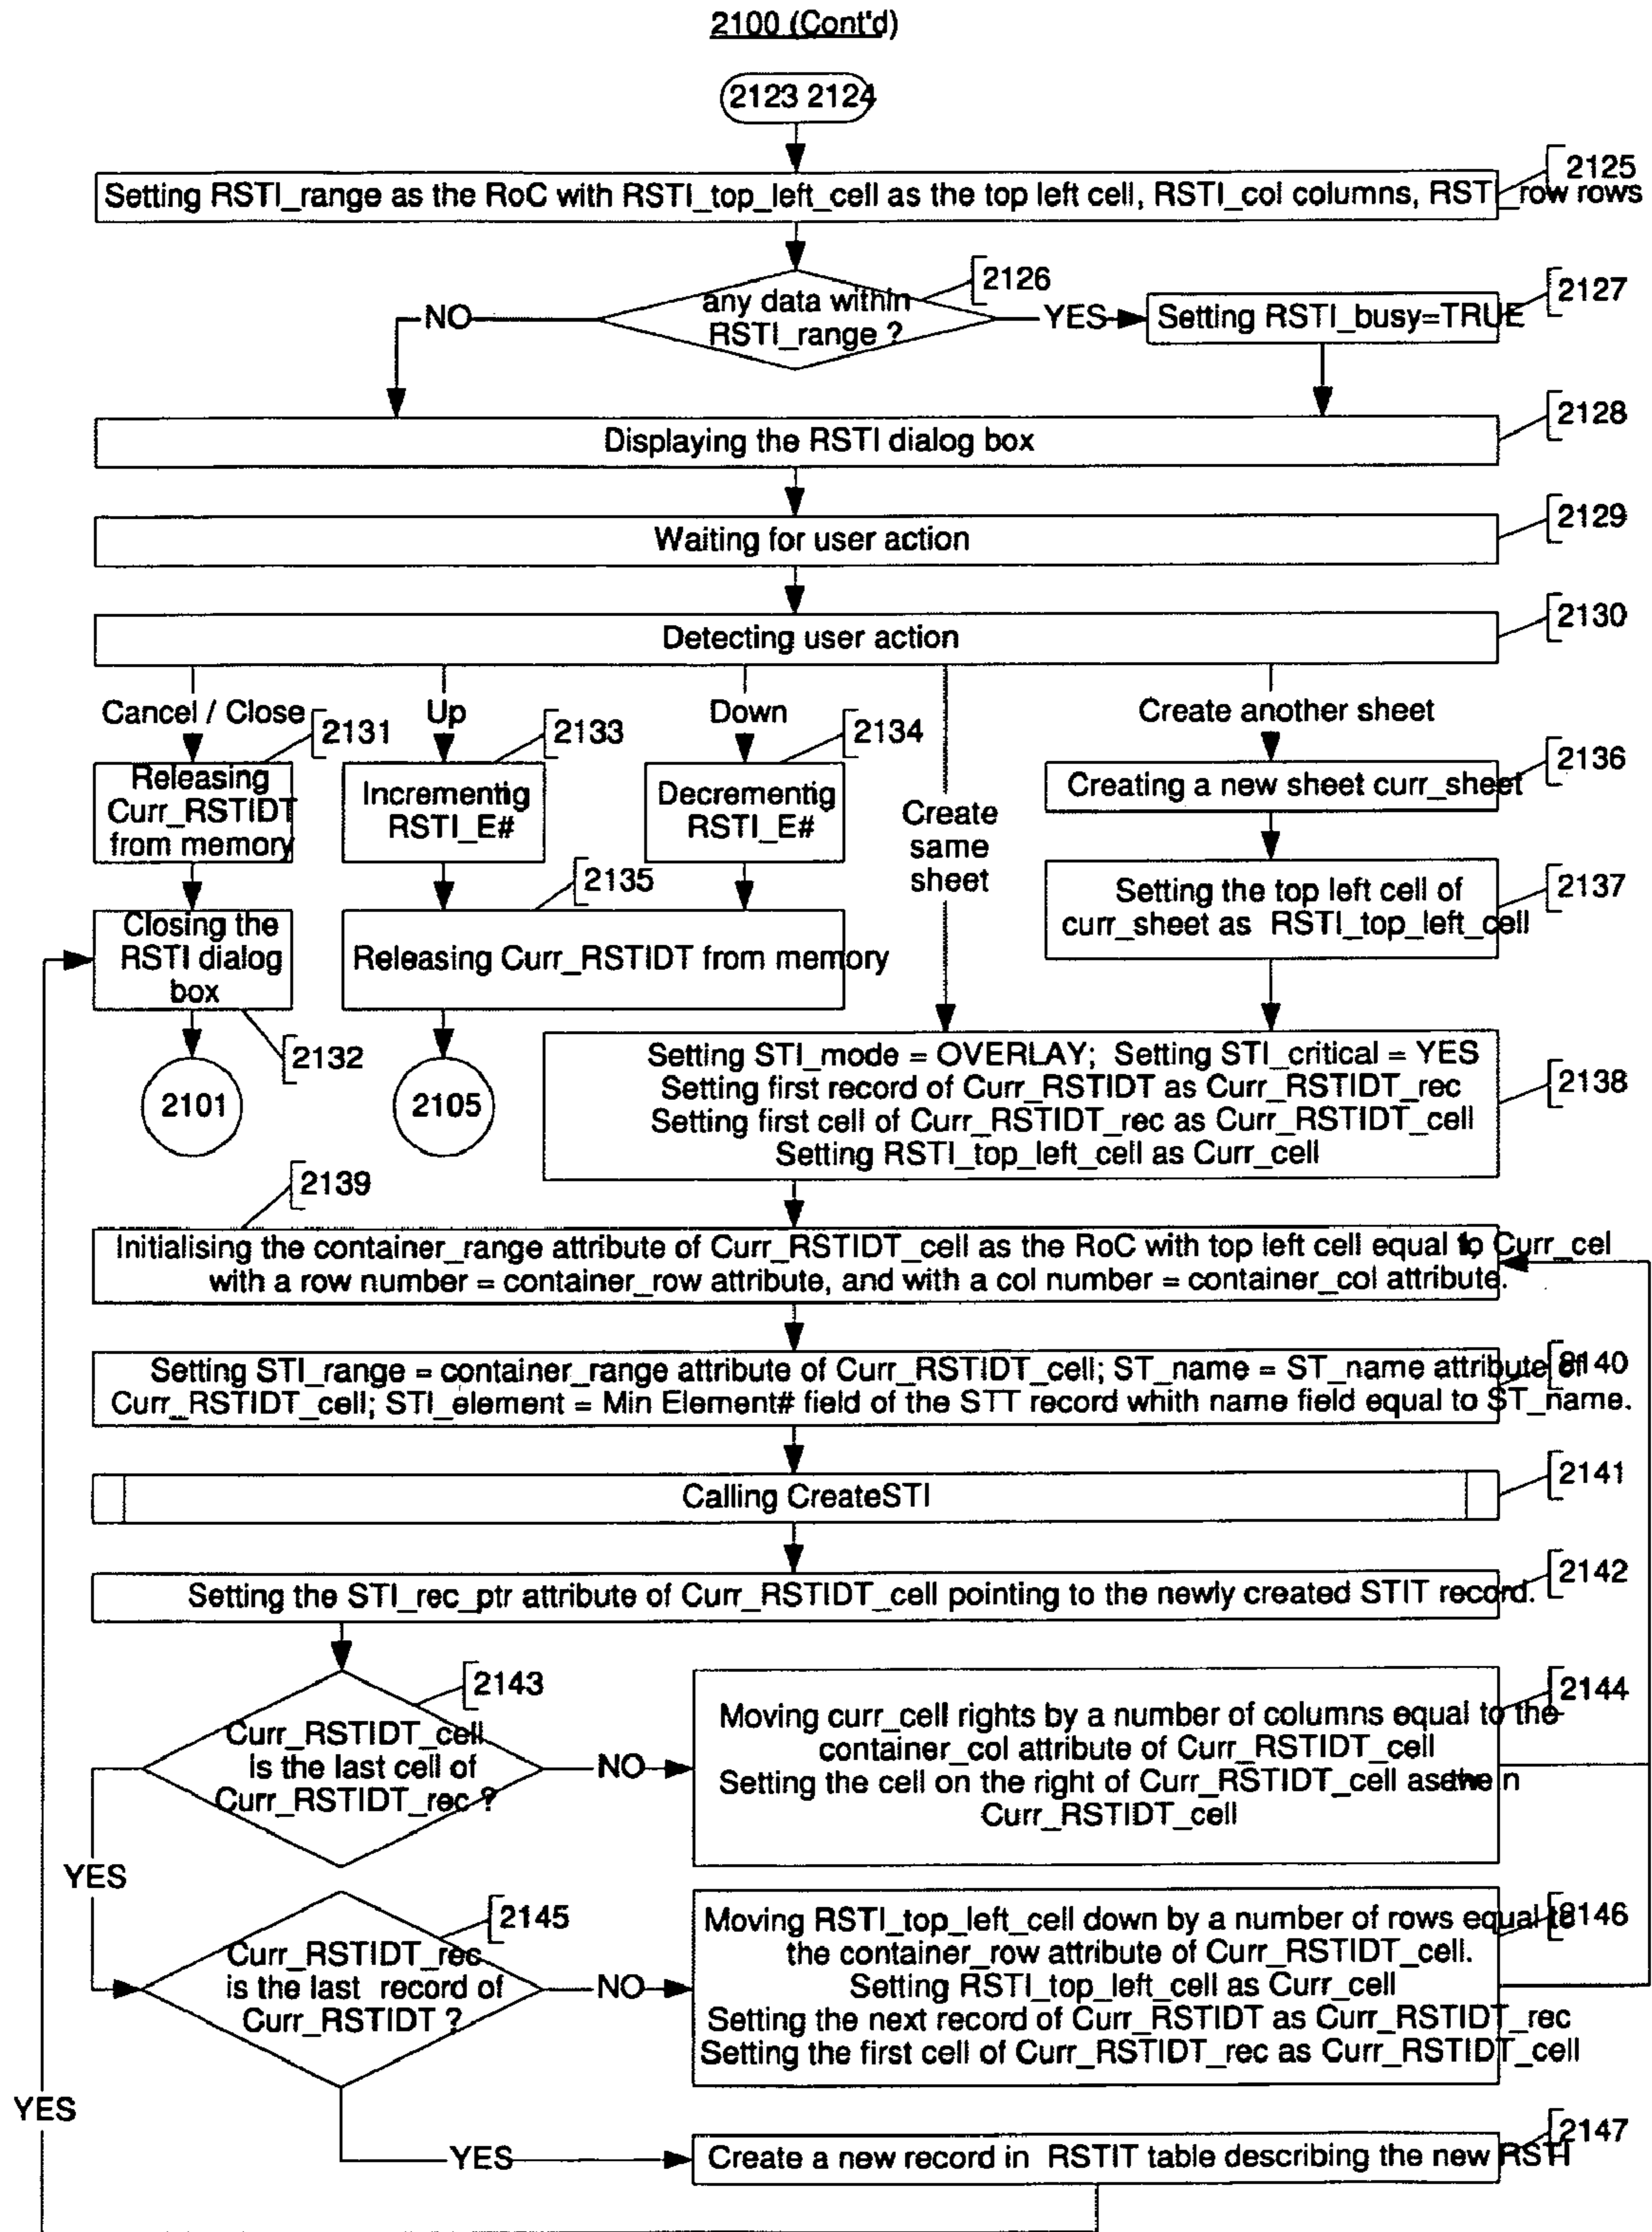 2100 (Cont'd)
2123 2124
2125
Setting RSTI_range as the RoC with RSTI_top_left_cell as the top left cell, RSTI_col columns, RSTI_row rows
2126
any data within
RSTI_range ?
NO
YES
2127
Setting RSTI_busy=TRUE
2128
Displaying the RSTI dialog box
2129
Waiting for user action
2130
Detecting user action
Cancel / Close
2131
Releasing
Curr_RSTIDT
from memory
Closing the
RSTI dialog
box
2132
2101
Up
2133
Incrementig
RSTI_E#
Down
2134
Decrementig
RSTI_E#
2135
Releasing Curr_RSTIDT from memory
2105
Create
same
sheet
Create another sheet
2136
Creating a new sheet curr_sheet
2137
Setting the top left cell of
curr_sheet as RSTI_top_left_cell
2138
Setting STI_mode = OVERLAY; Setting STI_critical = YES
Setting first record of Curr_RSTIDT as Curr_RSTIDT_rec
Setting first cell of Curr_RSTIDT_rec as Curr_RSTIDT_cell
Setting RSTI_top_left_cell as Curr_cell
2139
Initialising the container_range attribute of Curr_RSTIDT_cell as the RoC with top left cell equal to Curr_cel
with a row number = container_row attribute, and with a col number = container_col attribute.
2140
Setting STI_range = container_range attribute of Curr_RSTIDT_cell; ST_name = ST_name attribute of
Curr_RSTIDT_cell; STI_element = Min Element# field of the STT record whith name field equal to ST_name.
2141
Calling CreateSTI
2142
Setting the STI_rec_ptr attribute of Curr_RSTIDT_cell pointing to the newly created STIT record.
2143
Curr_RSTIDT_cell
is the last cell of
Curr_RSTIDT_rec ?
NO
YES
2144
Moving curr_cell rights by a number of columns equal to the
container_col attribute of Curr_RSTIDT_cell
Setting the cell on the right of Curr_RSTIDT_cell as
Curr_RSTIDT_cell
2145
Curr_RSTIDT_rec
is the last record of
Curr_RSTIDT ?
NO
2146
Moving RSTI_top_left_cell down by a number of rows equal to
the container_row attribute of Curr_RSTIDT_cell.
Setting RSTI_top_left_cell as Curr_cell
Setting the next record of Curr_RSTIDT as Curr_RSTIDT_rec
Setting the first cell of Curr_RSTIDT_rec as Curr_RSTIDT_cell
YES
YES
2147
Create a new record in RSTIT table describing the new RSTI